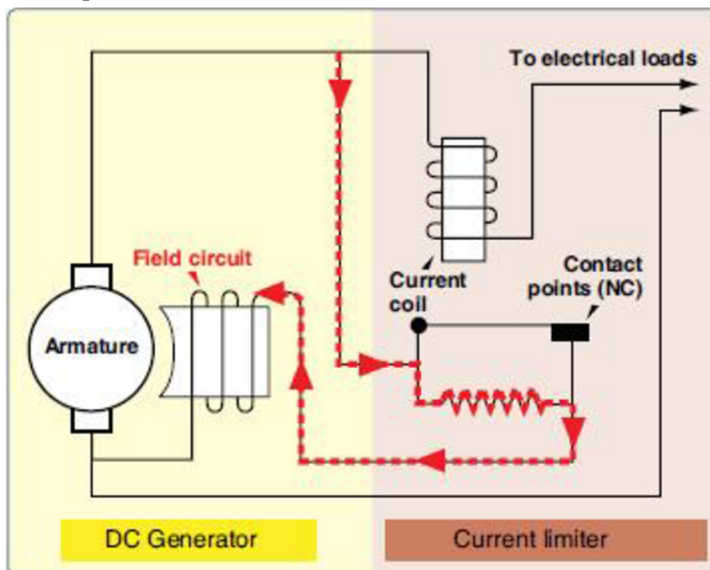 To electrical loads
Field circuit
Current
coil
Contact
points (NC)
Armature
DC Generator
Current limiter